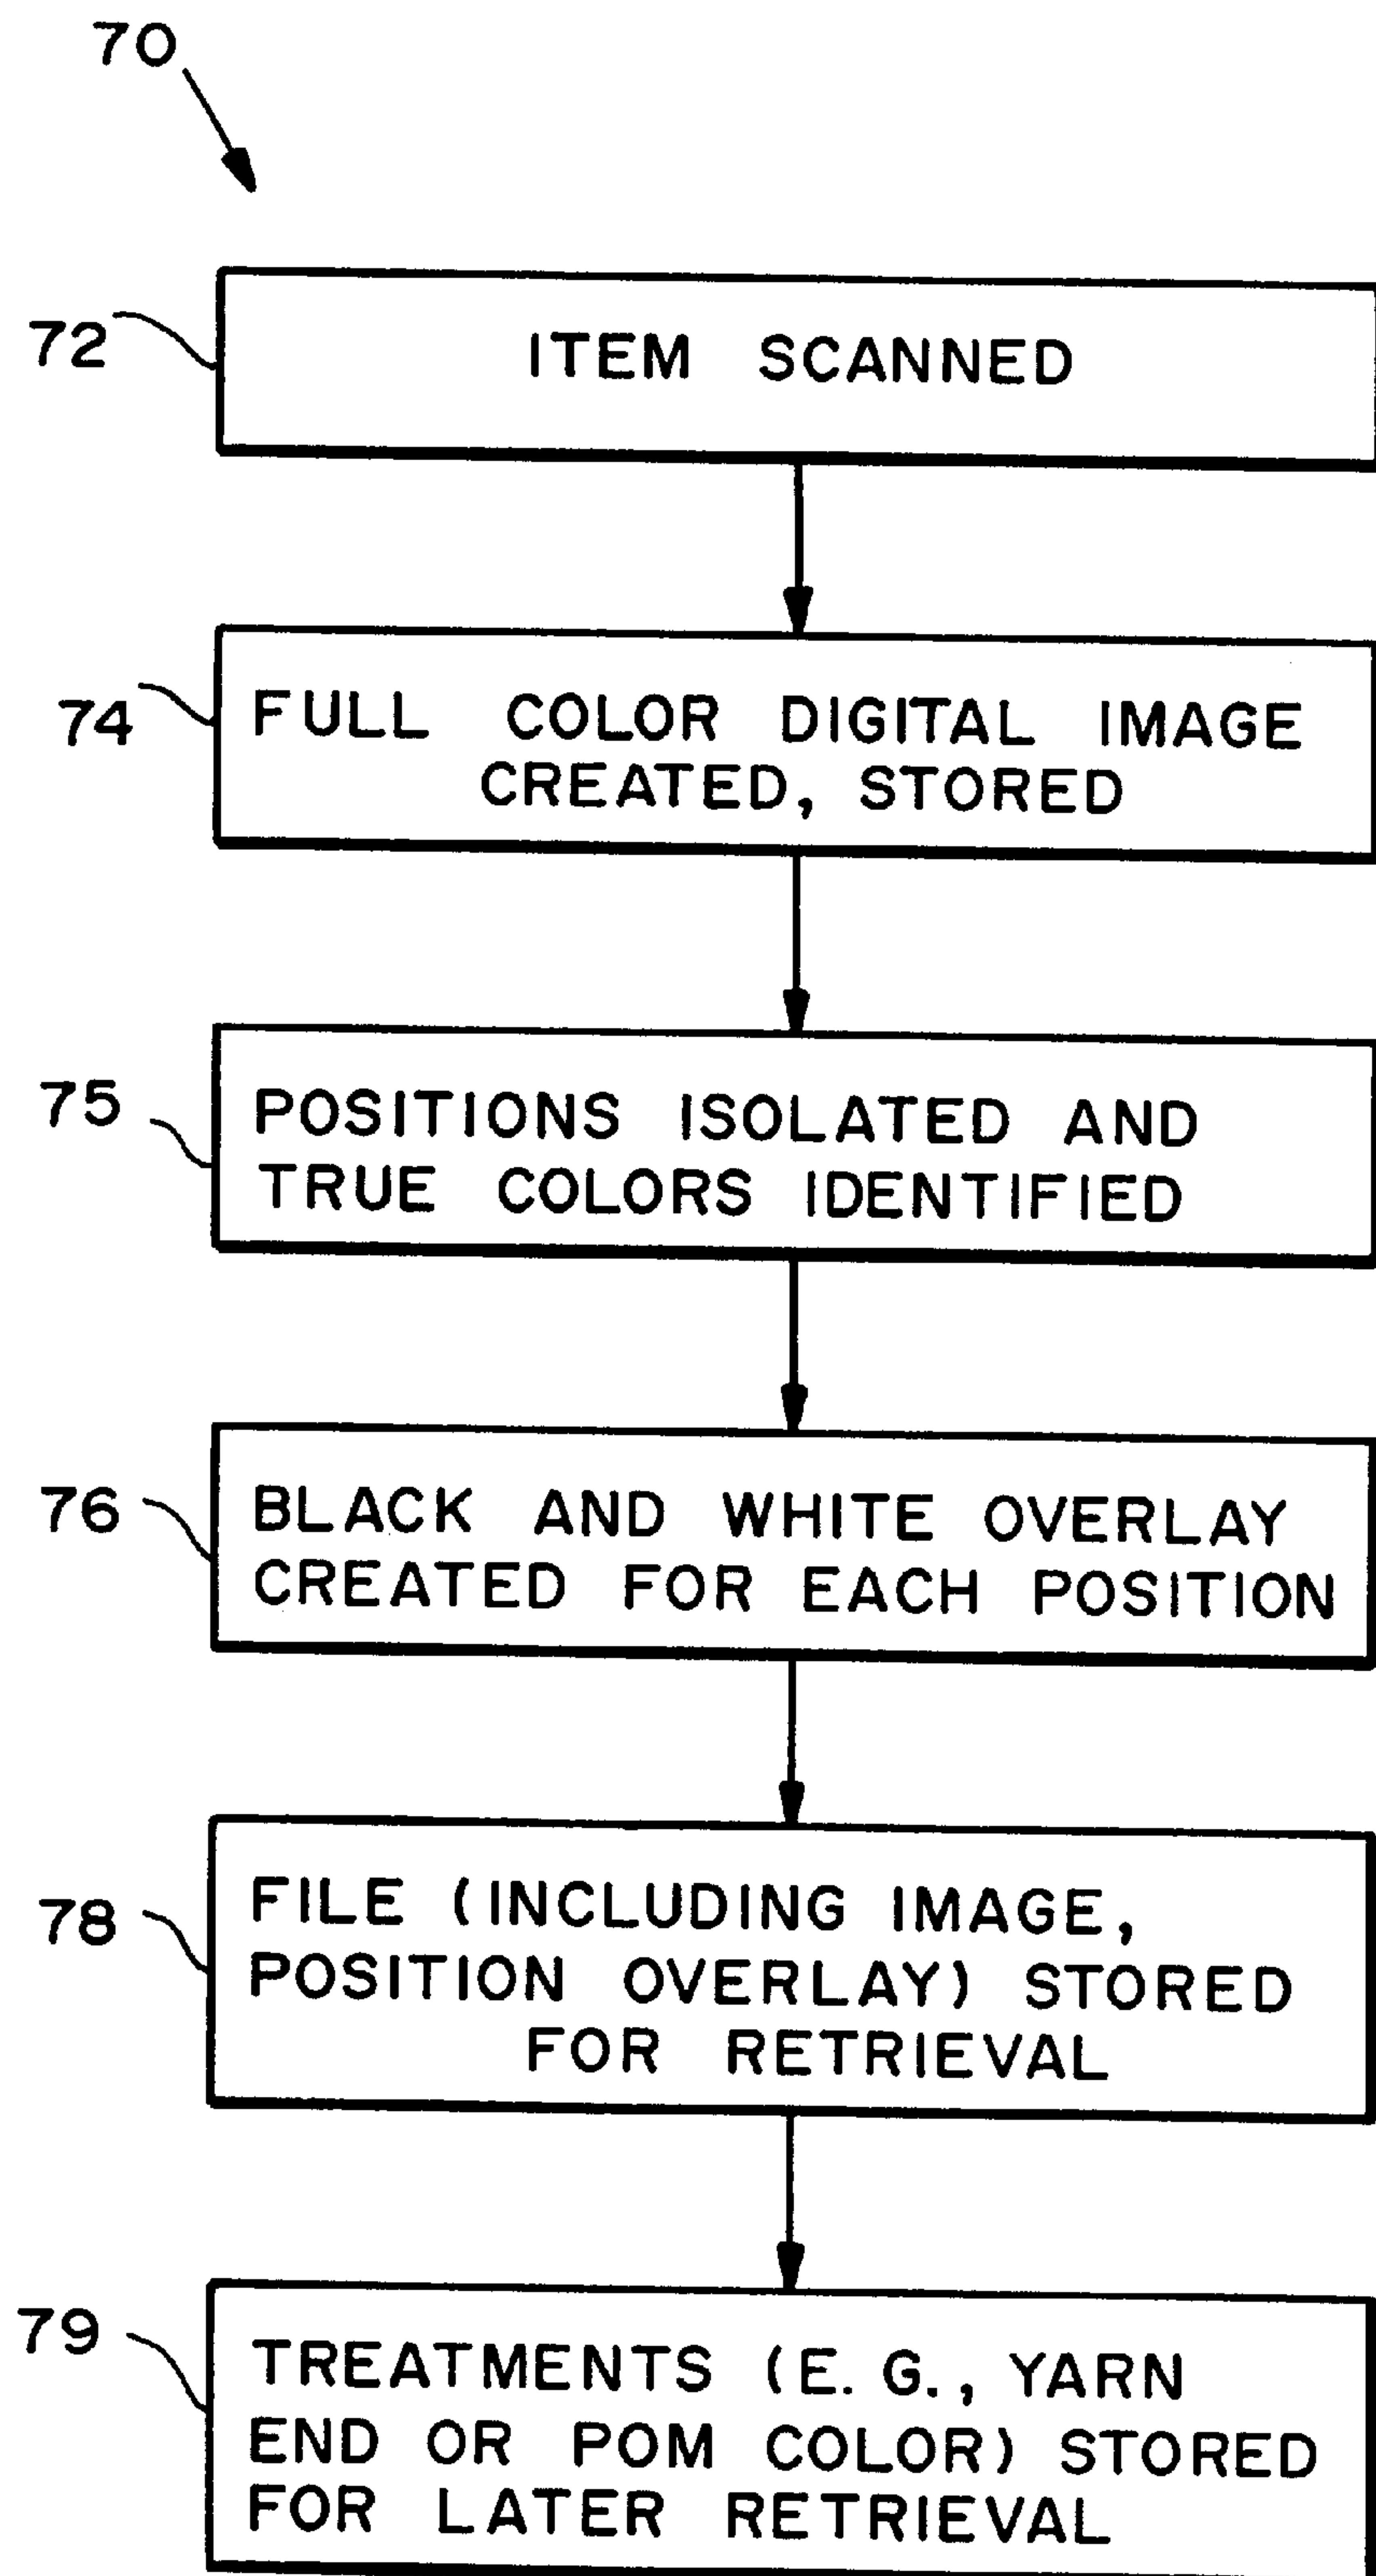 70
72
ITEM SCANNED
74
FULL COLOR DIGITAL IMAGE
CREATED, STORED
75
POSITIONS ISOLATED AND
TRUE COLORS IDENTIFIED
76
BLACK AND WHITE OVERLAY
CREATED FOR EACH POSITION
78
FILE (INCLUDING IMAGE,
POSITION OVERLAY) STORED
FOR RETRIEVAL
79
TREATMENTS (E. G., YARN
END OR POM COLOR) STORED
FOR LATER RETRIEVAL